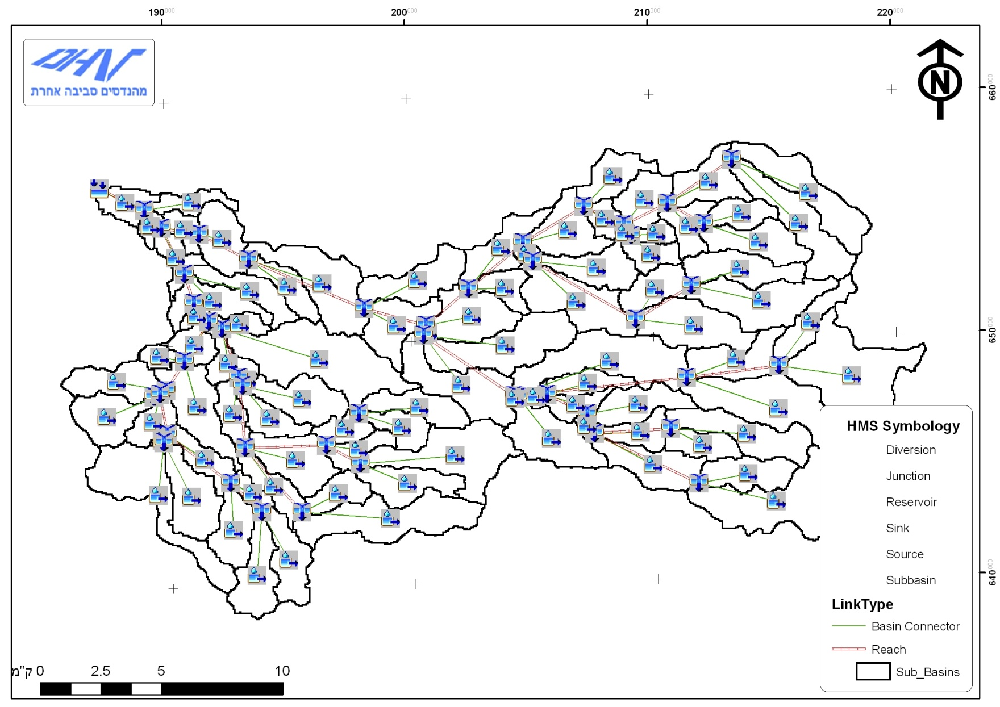 190000
200000
210000
220000
DHV
מהנדסים סביבה אחרת
N
660000
650000
640000
HMS Symbology
Diversion
Junction
Reservoir
Sink
Source
Subbasin
LinkType
Basin Connector
Reach
Sub_Basins
ק"מ 0 2.5 5 10